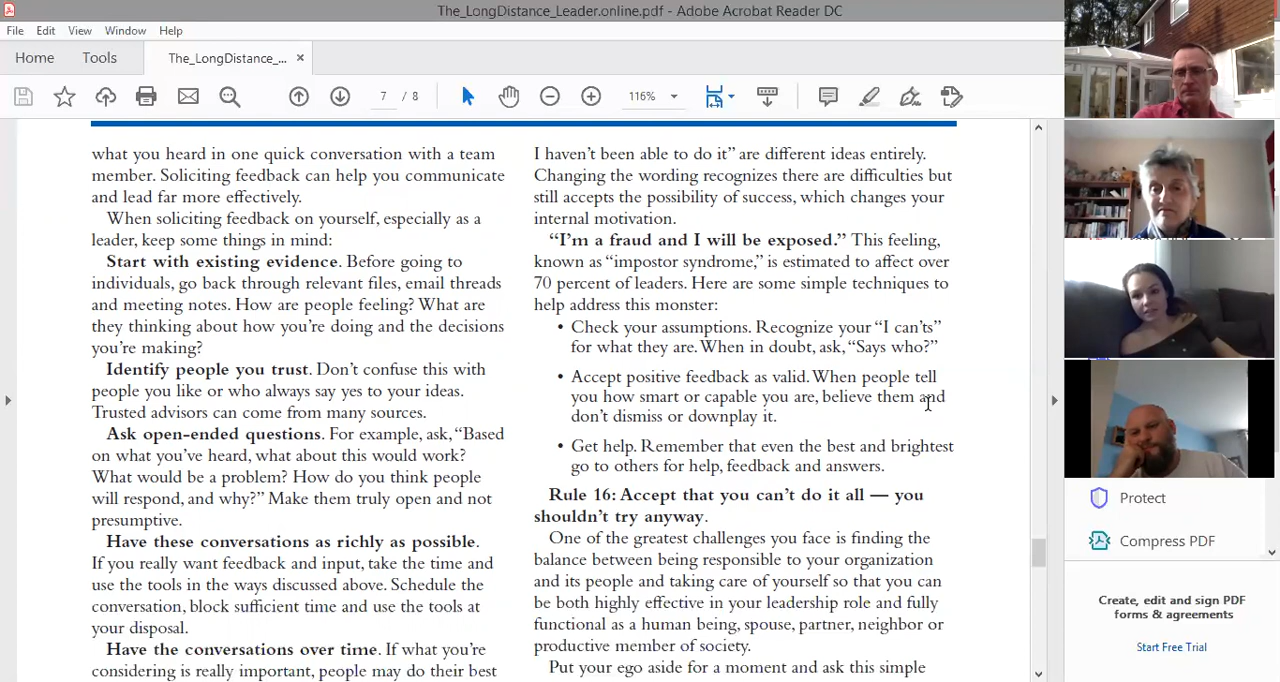 The_LongDistance_Leader.online.pdf - Adobe Acrobat Reader DC
File Edit View Window Help
Home Tools The_LongDistance_... ×
7 / 8 116%
what you heard in one quick conversation with a team
member. Soliciting feedback can help you communicate
and lead far more effectively.
When soliciting feedback on yourself, especially as a
leader, keep some things in mind:
Start with existing evidence. Before going to
individuals, go back through relevant files, email threads
and meeting notes. How are people feeling? What are
they thinking about how you’re doing and the decisions
you’re making?
Identify people you trust. Don’t confuse this with
people you like or who always say yes to your ideas.
Trusted advisors can come from many sources.
Ask open-ended questions. For example, ask, “Based
on what you’ve heard, what about this would work?
What would be a problem? How do you think people
will respond, and why?” Make them truly open and not
presumptive.
Have these conversations as richly as possible.
If you really want feedback and input, take the time and
use the tools in the ways discussed above. Schedule the
conversation, block sufficient time and use the tools at
your disposal.
Have the conversations over time. If what you’re
considering is really important, people may do their best
I haven’t been able to do it” are different ideas entirely.
Changing the wording recognizes there are difficulties but
still accepts the possibility of success, which changes your
internal motivation.
“I’m a fraud and I will be exposed.” This feeling,
known as “impostor syndrome,” is estimated to affect over
70 percent of leaders. Here are some simple techniques to
help address this monster:
• Check your assumptions. Recognize your “I can’ts”
for what they are. When in doubt, ask, “Says who?”
• Accept positive feedback as valid. When people tell
you how smart or capable you are, believe them and
don’t dismiss or downplay it.
• Get help. Remember that even the best and brightest
go to others for help, feedback and answers.
Rule 16: Accept that you can’t do it all — you
shouldn’t try anyway.
One of the greatest challenges you face is finding the
balance between being responsible to your organization
and its people and taking care of yourself so that you can
be both highly effective in your leadership role and fully
functional as a human being, spouse, partner, neighbor or
productive member of society.
Put your ego aside for a moment and ask this simple
Protect
Compress PDF
Create, edit and sign PDF
forms & agreements
Start Free Trial